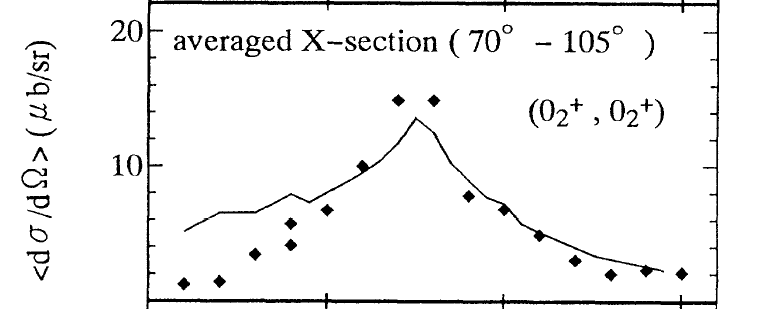 20
averaged X-section ( 70° – 105° )
(0₂⁺ , 0₂⁺)
10
<dσ/dΩ> (μb/sr)